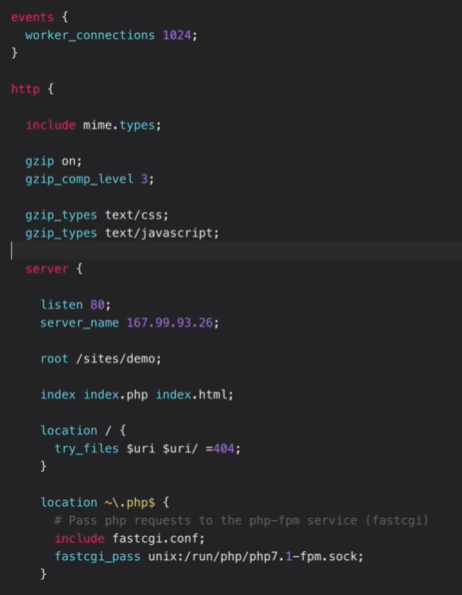 events {
worker_connections 1024;
}
http {
include mime.types;
gzip on;
gzip_comp_level 3;
gzip_types text/css;
gzip_types text/javascript;
server {
listen 80;
server_name 167.99.93.26;
root /sites/demo;
index index.php index.html;
location / {
try_files $uri $uri/ =404;
}
location ~\.php$ {
# Pass php requests to the php-fpm service (fastcgi)
include fastcgi.conf;
fastcgi_pass unix:/run/php/php7.1-fpm.sock;
}